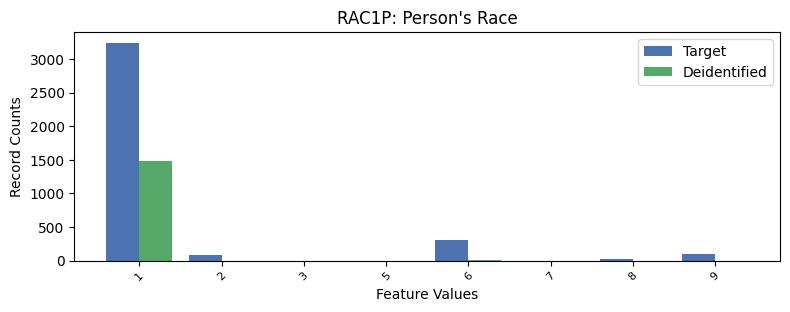 RAC1P: Person's Race
Target
Deidentified
Record Counts
3000
2500
2000
1500
1000
500
0
1 2 3 5 6 7 8 9
Feature Values